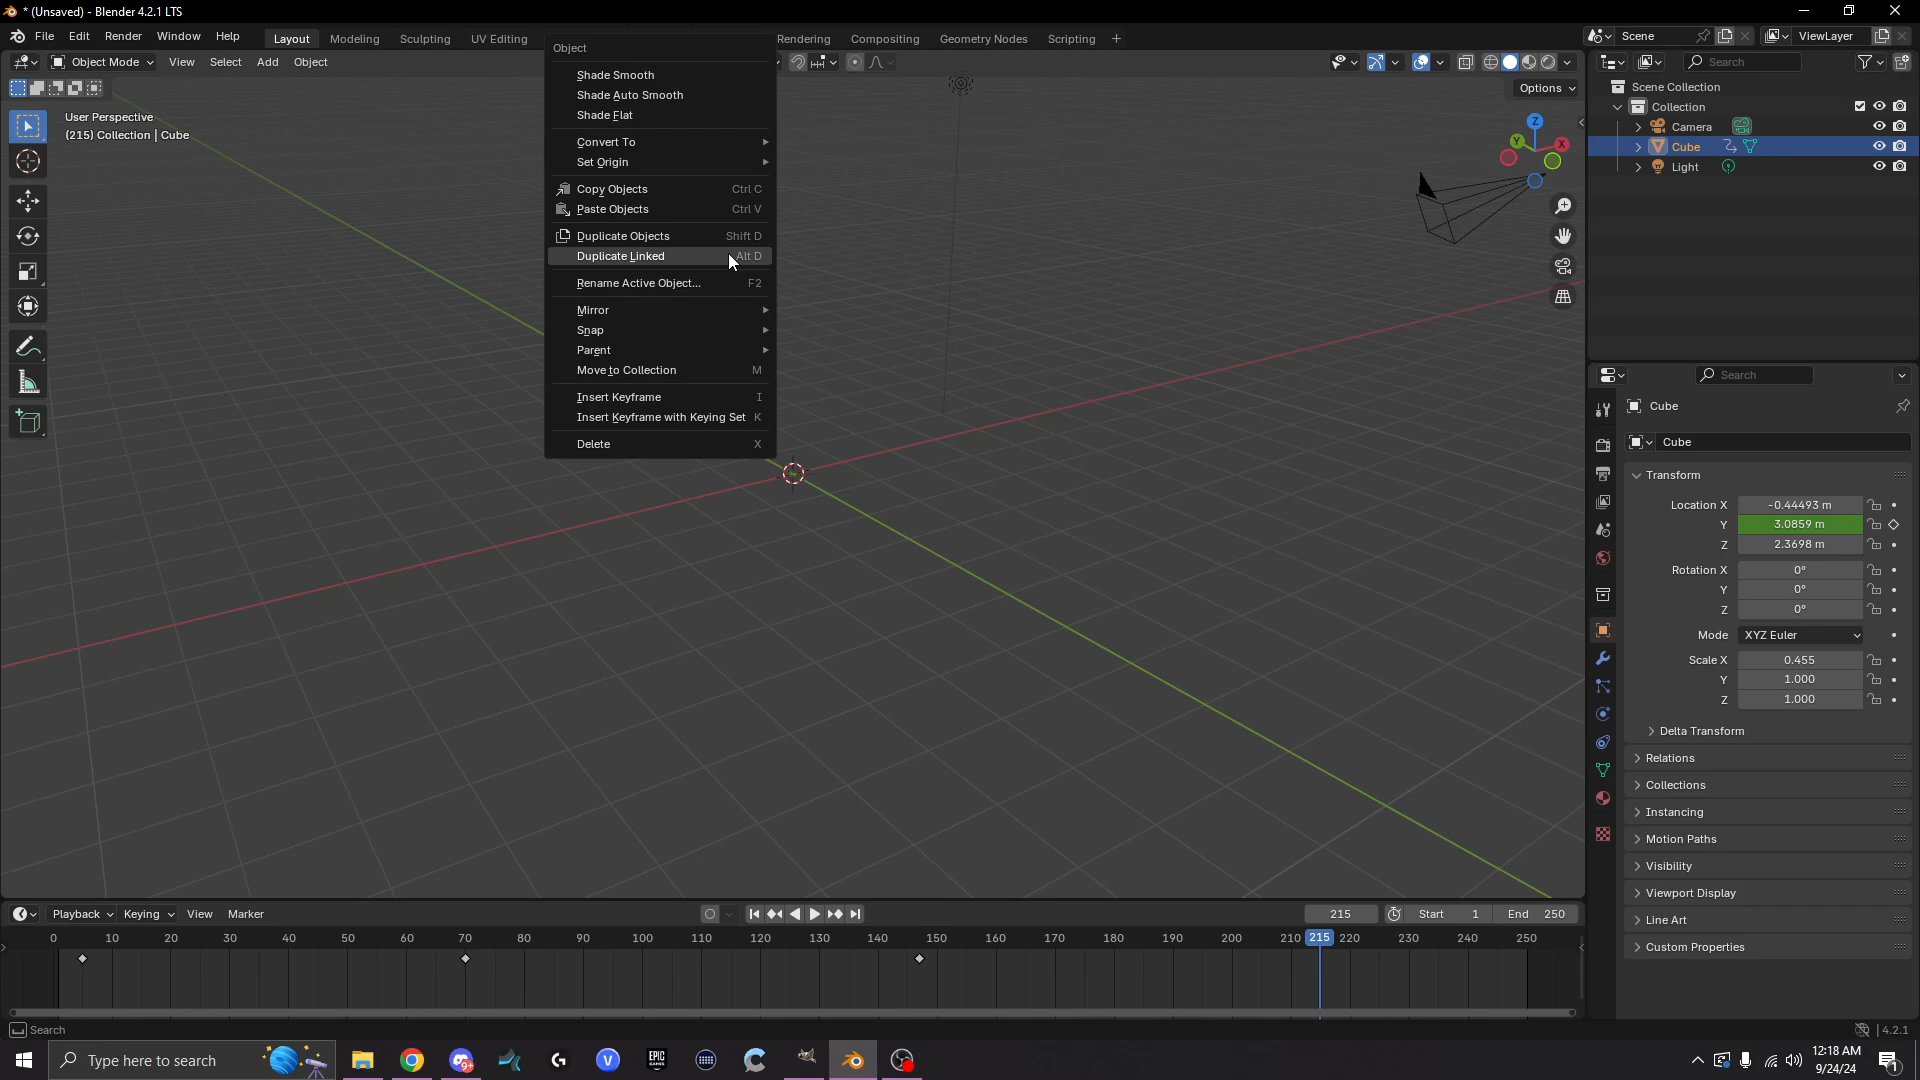 * (Unsaved) - Blender 4.2.1 LTS
File Edit Render Window Help Layout Modeling Sculpting UV Editing Rendering Compositing Geometry Nodes Scripting + Scene ViewLayer
Object Mode View Select Add Object
Search
Options
User Perspective
(215) Collection | Cube
Object
Shade Smooth
Shade Auto Smooth
Shade Flat
Convert To
Set Origin
Copy Objects Ctrl C
Paste Objects Ctrl V
Duplicate Objects Shift D
Duplicate Linked Alt D
Rename Active Object... F2
Mirror
Snap
Parent
Move to Collection M
Insert Keyframe I
Insert Keyframe with Keying Set K
Delete X
Z
Y X
Scene Collection
Collection
Camera
Cube
Light
Search
Cube
Cube
Transform
Location X -0.44493 m
Y 3.0859 m
Z 2.3698 m
Rotation X 0°
Y 0°
Z 0°
Mode XYZ Euler
Scale X 0.455
Y 1.000
Z 1.000
Delta Transform
Relations
Collections
Instancing
Motion Paths
Visibility
Viewport Display
Line Art
Custom Properties
Playback Keying View Marker 215 Start 1 End 250
0 10 20 30 40 50 60 70 80 90 100 110 120 130 140 150 160 170 180 190 200 210 215 220 230 240 250
Search 4.2.1
Type here to search 9+ G V EPIC GAMES 12:18 AM
9/24/24 1